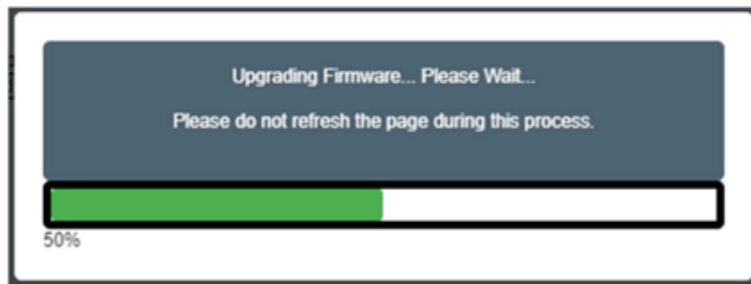 Upgrading Firmware... Please Wait...
Please do not refresh the page during this process.
50%